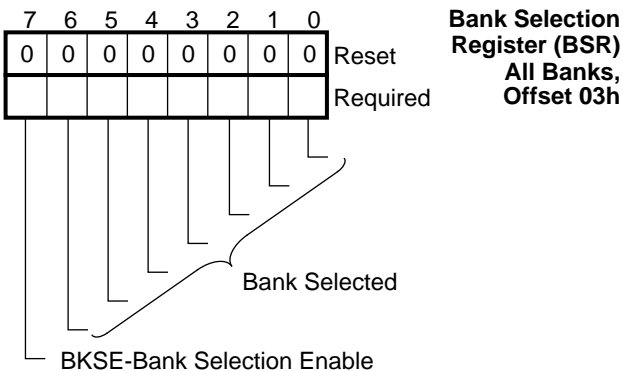 7 6 5 4 3 2 1 0
Bank Selection
Register (BSR)
All Banks,
Offset 03h
0 0 0 0 0 0 0 0 Reset
Required
Bank Selected
BKSE-Bank Selection Enable